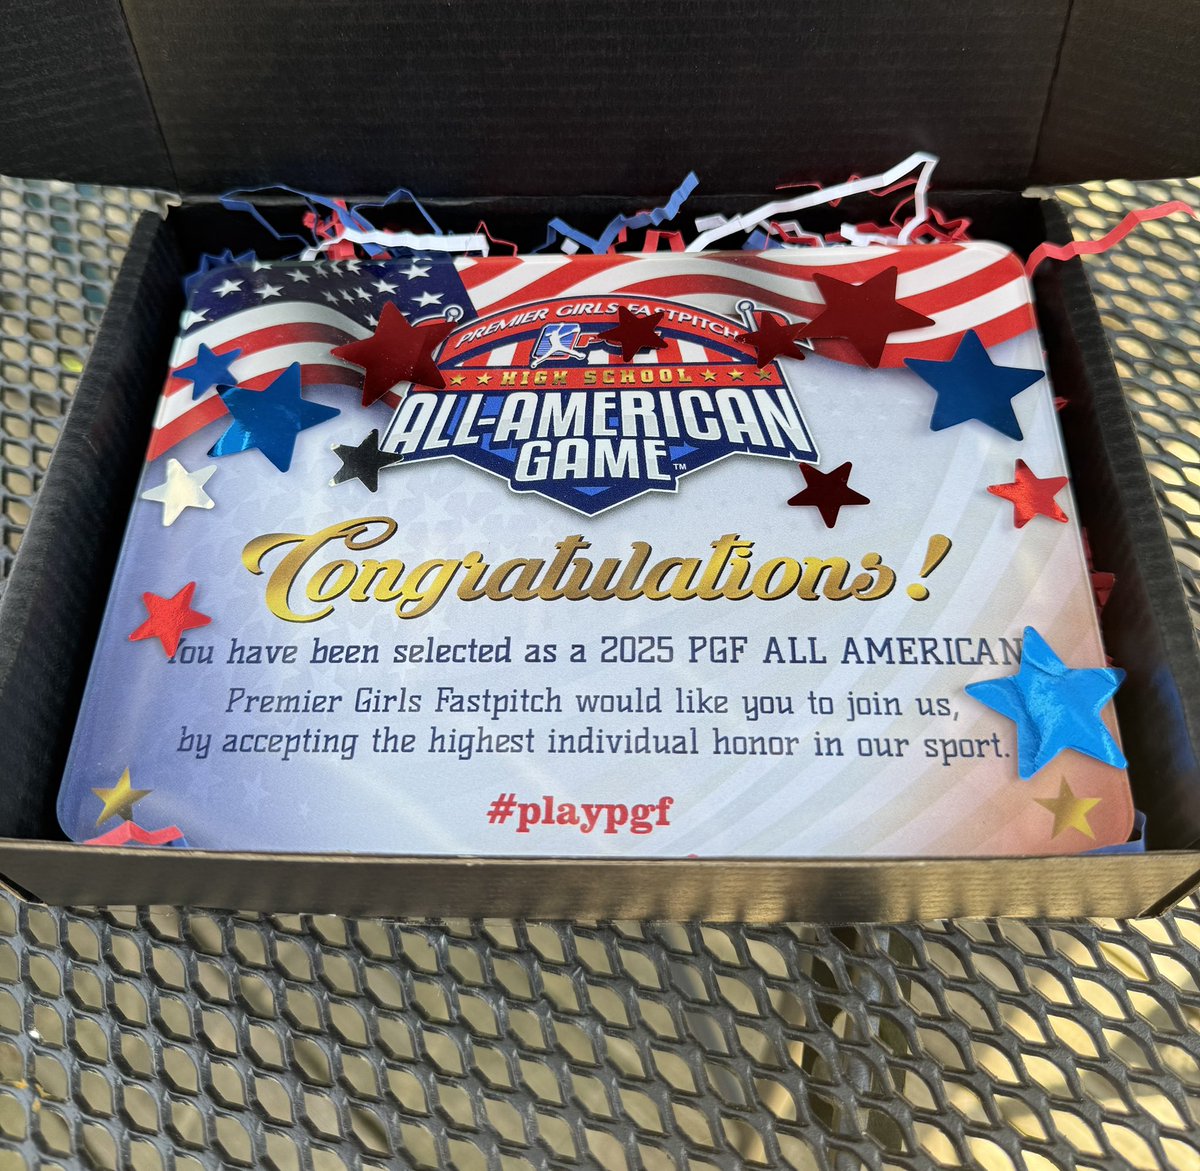 PREMIER GIRLS FASTPITCH
HIGH SCHOOL
ALL-AMERICAN
GAME™
Congratulations!
You have been selected as a 2025 PGF ALL AMERICAN
Premier Girls Fastpitch would like you to join us,
by accepting the highest individual honor in our sport.
#playpgf